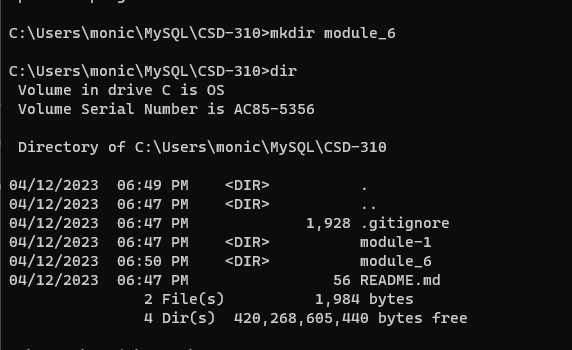 C:\Users\monic\MySQL\CSD-310>mkdir module_6
C:\Users\monic\MySQL\CSD-310>dir
Volume in drive C is OS
Volume Serial Number is AC85-5356
Directory of C:\Users\monic\MySQL\CSD-310
04/12/2023  06:49 PM    <DIR>          .
04/12/2023  06:47 PM    <DIR>          ..
04/12/2023  06:47 PM             1,928 .gitignore
04/12/2023  06:47 PM    <DIR>          module-1
04/12/2023  06:50 PM    <DIR>          module_6
04/12/2023  06:47 PM                56 README.md
2 File(s)          1,984 bytes
4 Dir(s)  420,268,605,440 bytes free